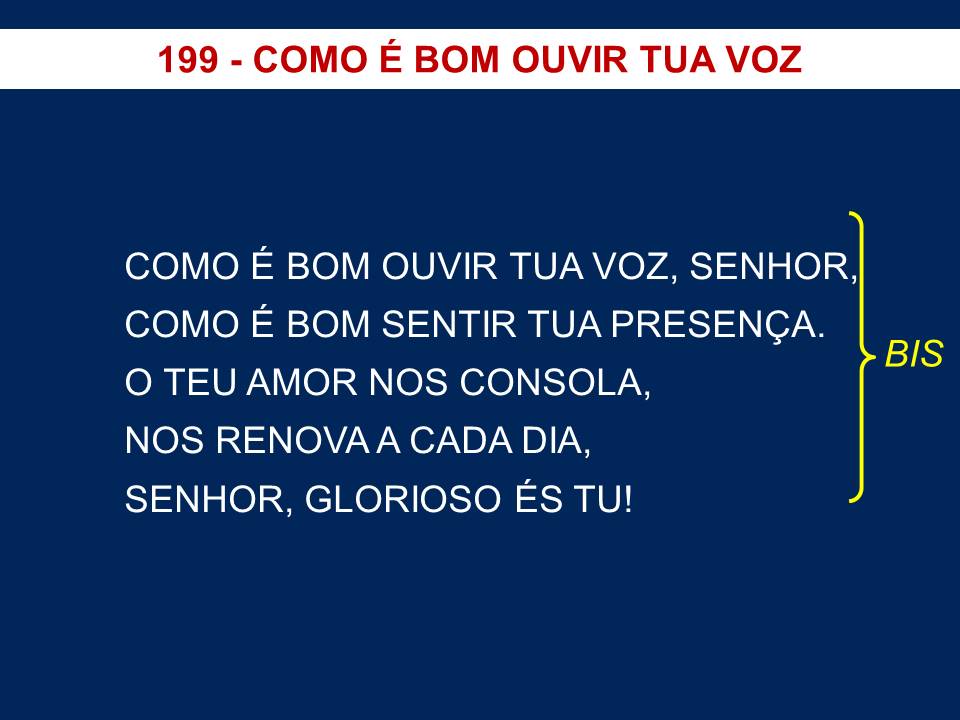 199 - COMO É BOM OUVIR TUA VOZ
COMO É BOM OUVIR TUA VOZ, SENHOR,
COMO É BOM SENTIR TUA PRESENÇA.
O TEU AMOR NOS CONSOLA,
NOS RENOVA A CADA DIA,
SENHOR, GLORIOSO ÉS TU!
BIS